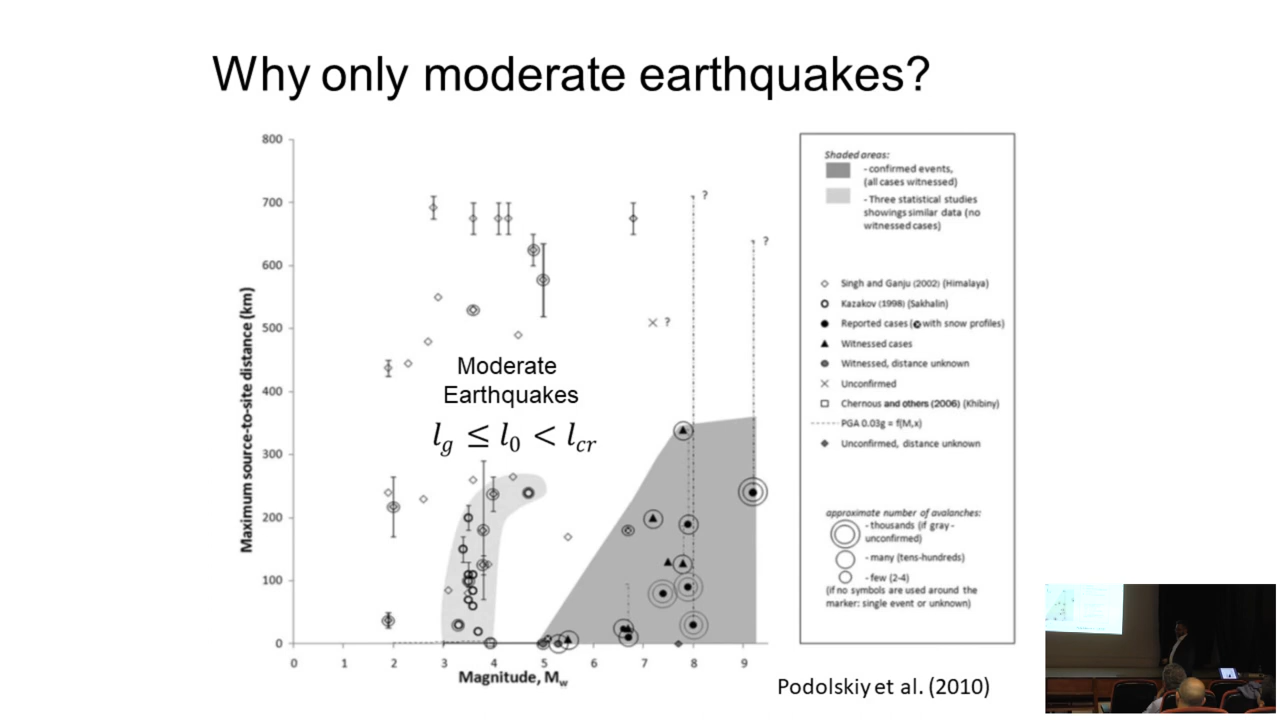 Why only moderate earthquakes?
Maximum source-to-site distance (km)
800
700
600
500
400
300
200
100
0
0 1 2 3 4 5 6 7 8 9
Magnitude, Mw
?
?
?
Moderate
Earthquakes
l_g ≤ l_0 < l_cr
Shaded areas:
- confirmed events,
(all cases witnessed)
- Three statistical studies
showings similar data (no
witnessed cases)
Singh and Ganju (2002) (Himalaya)
Kazakov (1998) (Sakhalin)
Reported cases (⊗ with snow profiles)
Witnessed cases
Witnessed, distance unknown
Unconfirmed
Chernous and others (2006) (Khibiny)
PGA 0.03g = f(M,x)
Unconfirmed, distance unknown
approximate number of avalanches:
- thousands (if gray -
unconfirmed)
- many (tens-hundreds)
- few (2-4)
(if no symbols are used around the
marker: single event or unknown)
Podolskiy et al. (2010)